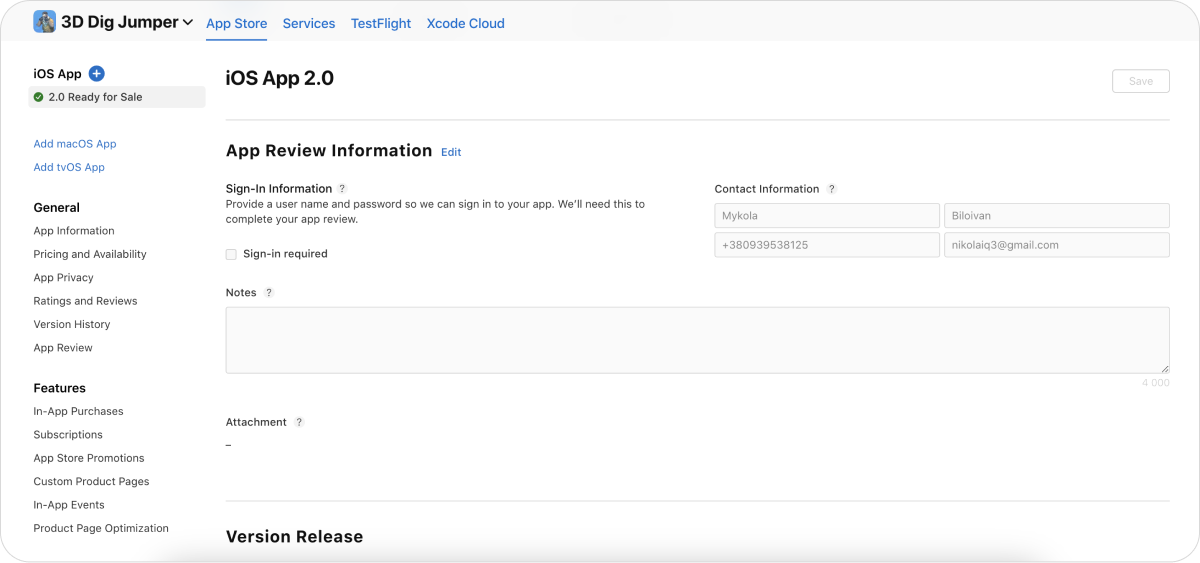 3D Dig Jumper App Store Services TestFlight Xcode Cloud
iOS App
2.0 Ready for Sale
Add macOS App
Add tvOS App
General
App Information
Pricing and Availability
App Privacy
Ratings and Reviews
Version History
App Review
Features
In-App Purchases
Subscriptions
App Store Promotions
Custom Product Pages
In-App Events
Product Page Optimization
iOS App 2.0
Save
App Review Information Edit
Sign-In Information ?
Provide a user name and password so we can sign in to your app. We’ll need this to
complete your app review.
Sign-in required
Contact Information ?
Mykola Biloivan
+380939538125 nikolaiq3@gmail.com
Notes ?
4 000
Attachment ?
–
Version Release